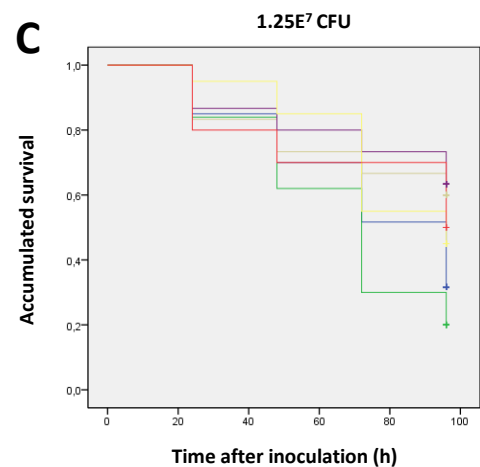 C
1.25E⁷ CFU
Accumulated survival
1,0
0,8
0,6
0,4
0,2
0,0
0 20 40 60 80 100
Time after inoculation (h)